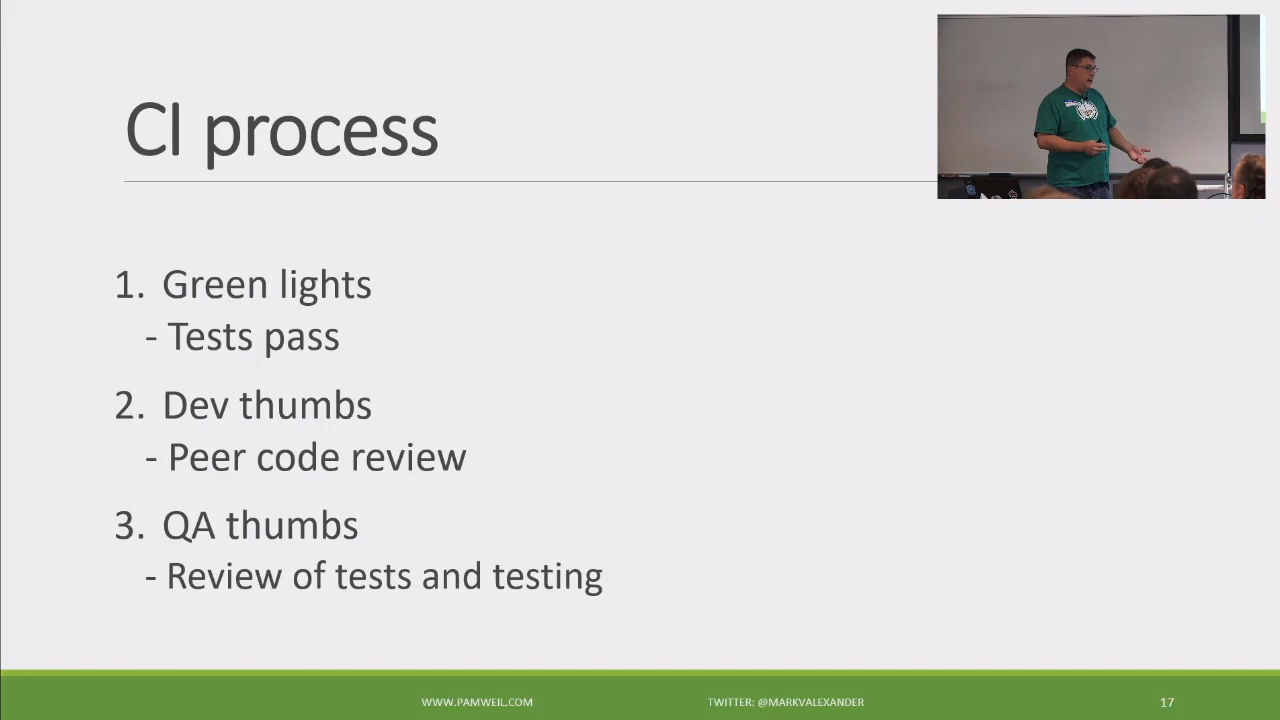 CI process
1. Green lights
- Tests pass
2. Dev thumbs
- Peer code review
3. QA thumbs
- Review of tests and testing
WWW.PAMWEIL.COM TWITTER: @MARKVALEXANDER 17